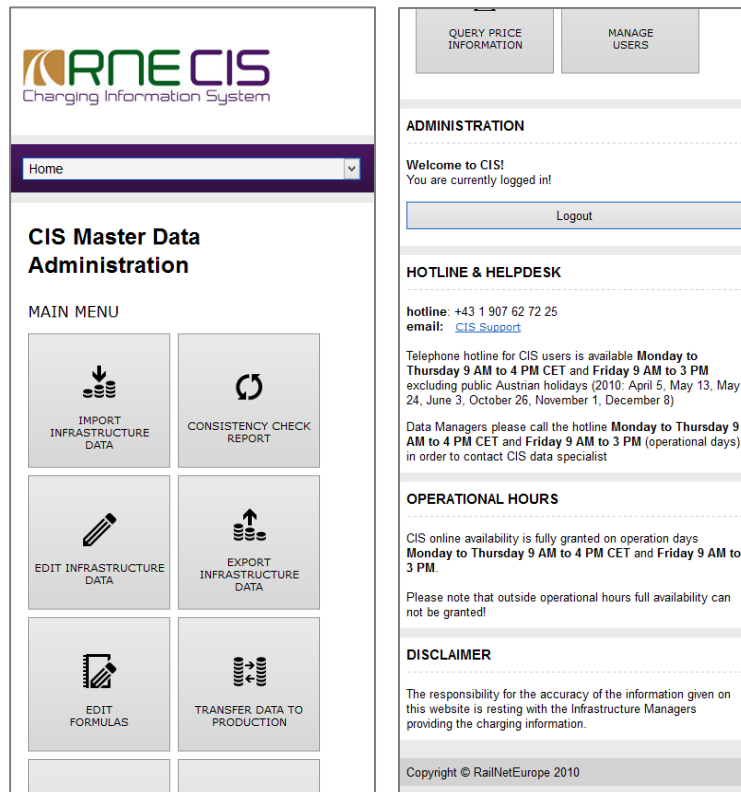 RNE CIS
Charging Information System
Home
CIS Master Data
Administration
MAIN MENU
IMPORT
INFRASTRUCTURE
DATA
CONSISTENCY CHECK
REPORT
EDIT INFRASTRUCTURE
DATA
EXPORT
INFRASTRUCTURE
DATA
EDIT
FORMULAS
TRANSFER DATA TO
PRODUCTION
QUERY PRICE
INFORMATION
MANAGE
USERS
ADMINISTRATION
Welcome to CIS!
You are currently logged in!
Logout
HOTLINE & HELPDESK
hotline: +43 1 907 62 72 25
email: CIS Support
Telephone hotline for CIS users is available Monday to
Thursday 9 AM to 4 PM CET and Friday 9 AM to 3 PM
excluding public Austrian holidays (2010: April 5, May 13, May
24, June 3, October 26, November 1, December 8)
Data Managers please call the hotline Monday to Thursday 9
AM to 4 PM CET and Friday 9 AM to 3 PM (operational days)
in order to contact CIS data specialist
OPERATIONAL HOURS
CIS online availability is fully granted on operation days
Monday to Thursday 9 AM to 4 PM CET and Friday 9 AM to
3 PM.
Please note that outside operational hours full availability can
not be granted!
DISCLAIMER
The responsibility for the accuracy of the information given on
this website is resting with the Infrastructure Managers
providing the charging information.
Copyright © RailNetEurope 2010